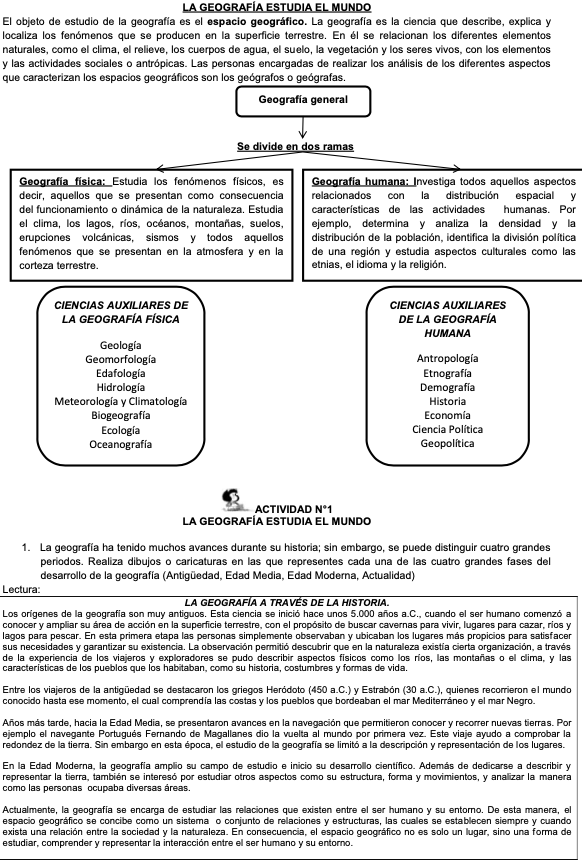 LA GEOGRAFÍA ESTUDIA EL MUNDO
El objeto de estudio de la geografía es el espacio geográfico. La geografía es la ciencia que describe, explica y
localiza los fenómenos que se producen en la superficie terrestre. En él se relacionan los diferentes elementos
naturales, como el clima, el relieve, los cuerpos de agua, el suelo, la vegetación y los seres vivos, con los elementos
y las actividades sociales o antrópicas. Las personas encargadas de realizar los análisis de los diferentes aspectos
que caracterizan los espacios geográficos son los geógrafos o geógrafas.
Geografía general
Se divide en dos ramas
Geografía física: Estudia los fenómenos físicos, es
decir, aquellos que se presentan como consecuencia
del funcionamiento o dinámica de la naturaleza. Estudia
el clima, los lagos, ríos, océanos, montañas, suelos,
erupciones volcánicas, sismos y todos aquellos
fenómenos que se presentan en la atmosfera y en la
corteza terrestre.
Geografía humana: Investiga todos aquellos aspectos
relacionados con la distribución espacial y
características de las actividades humanas. Por
ejemplo, determina y analiza la densidad y la
distribución de la población, identifica la división política
de una región y estudia aspectos culturales como las
etnias, el idioma y la religión.
CIENCIAS AUXILIARES DE
LA GEOGRAFÍA FÍSICA
Geología
Geomorfología
Edafología
Hidrología
Meteorología y Climatología
Biogeografía
Ecología
Oceanografía
CIENCIAS AUXILIARES
DE LA GEOGRAFÍA
HUMANA
Antropología
Etnografía
Demografía
Historia
Economía
Ciencia Política
Geopolítica
ACTIVIDAD N°1
LA GEOGRAFÍA ESTUDIA EL MUNDO
1. La geografía ha tenido muchos avances durante su historia; sin embargo, se puede distinguir cuatro grandes
periodos. Realiza dibujos o caricaturas en las que representes cada una de las cuatro grandes fases del
desarrollo de la geografía (Antigüedad, Edad Media, Edad Moderna, Actualidad)
Lectura:
LA GEOGRAFÍA A TRAVÉS DE LA HISTORIA.
Los orígenes de la geografía son muy antiguos. Esta ciencia se inició hace unos 5.000 años a.C., cuando el ser humano comenzó a
conocer y ampliar su área de acción en la superficie terrestre, con el propósito de buscar cavernas para vivir, lugares para cazar, ríos y
lagos para pescar. En esta primera etapa las personas simplemente observaban y ubicaban los lugares más propicios para satisfacer
sus necesidades y garantizar su existencia. La observación permitió descubrir que en la naturaleza existía cierta organización, a través
de la experiencia de los viajeros y exploradores se pudo describir aspectos físicos como los ríos, las montañas o el clima, y las
características de los pueblos que los habitaban, como su historia, costumbres y formas de vida.
Entre los viajeros de la antigüedad se destacaron los griegos Heródoto (450 a.C.) y Estrabón (30 a.C.), quienes recorrieron el mundo
conocido hasta ese momento, el cual comprendía las costas y los pueblos que bordeaban el mar Mediterráneo y el mar Negro.
Años más tarde, hacia la Edad Media, se presentaron avances en la navegación que permitieron conocer y recorrer nuevas tierras. Por
ejemplo el navegante Portugués Fernando de Magallanes dio la vuelta al mundo por primera vez. Este viaje ayudo a comprobar la
redondez de la tierra. Sin embargo en esta época, el estudio de la geografía se limitó a la descripción y representación de los lugares.
En la Edad Moderna, la geografía amplio su campo de estudio e inicio su desarrollo científico. Además de dedicarse a describir y
representar la tierra, también se interesó por estudiar otros aspectos como su estructura, forma y movimientos, y analizar la manera
como las personas ocupaba diversas áreas.
Actualmente, la geografía se encarga de estudiar las relaciones que existen entre el ser humano y su entorno. De esta manera, el
espacio geográfico se concibe como un sistema o conjunto de relaciones y estructuras, las cuales se establecen siempre y cuando
exista una relación entre la sociedad y la naturaleza. En consecuencia, el espacio geográfico no es solo un lugar, sino una forma de
estudiar, comprender y representar la interacción entre el ser humano y su entorno.